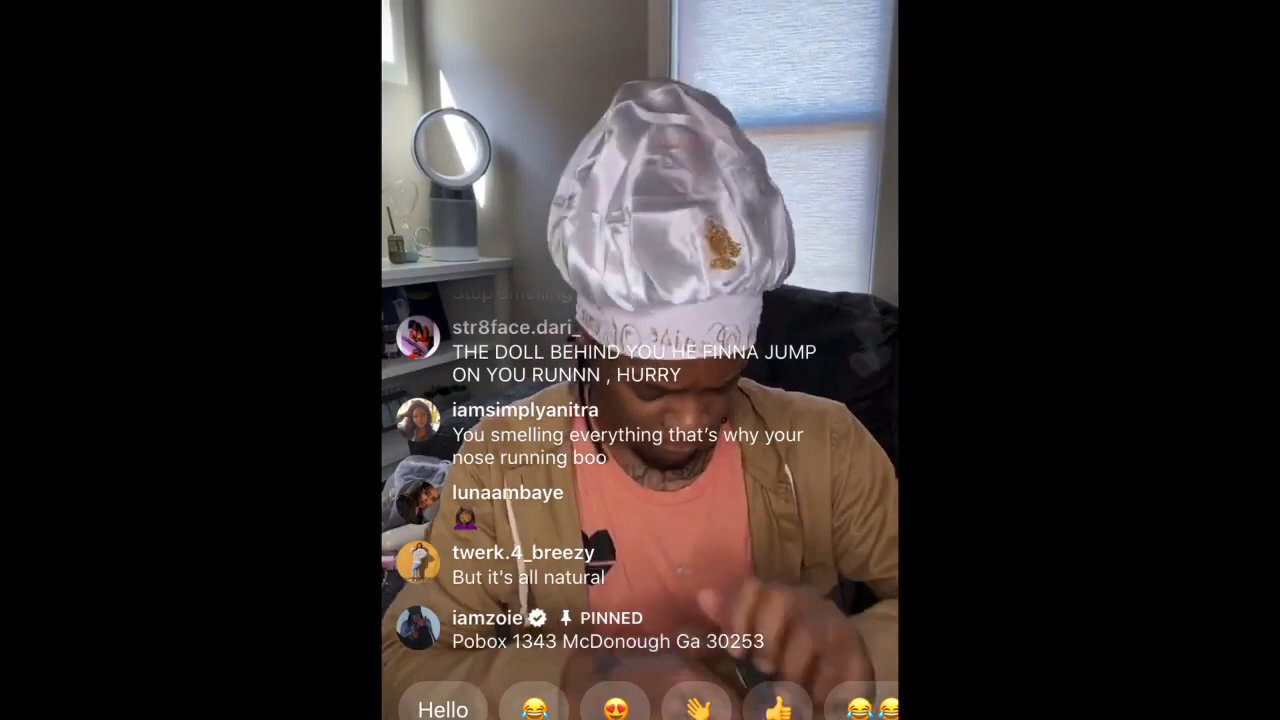 Stop smelling
str8face.dari_
THE DOLL BEHIND YOU HE FINNA JUMP
ON YOU RUNNN , HURRY
iamsimplyanitra
You smelling everything that’s why your
nose running boo
lunaambaye
🤦🏾‍♀️
twerk.4_breezy
But it's all natural
iamzoie PINNED
Pobox 1343 McDonough Ga 30253
Hello 😂 😍 👋 👍 😂😂